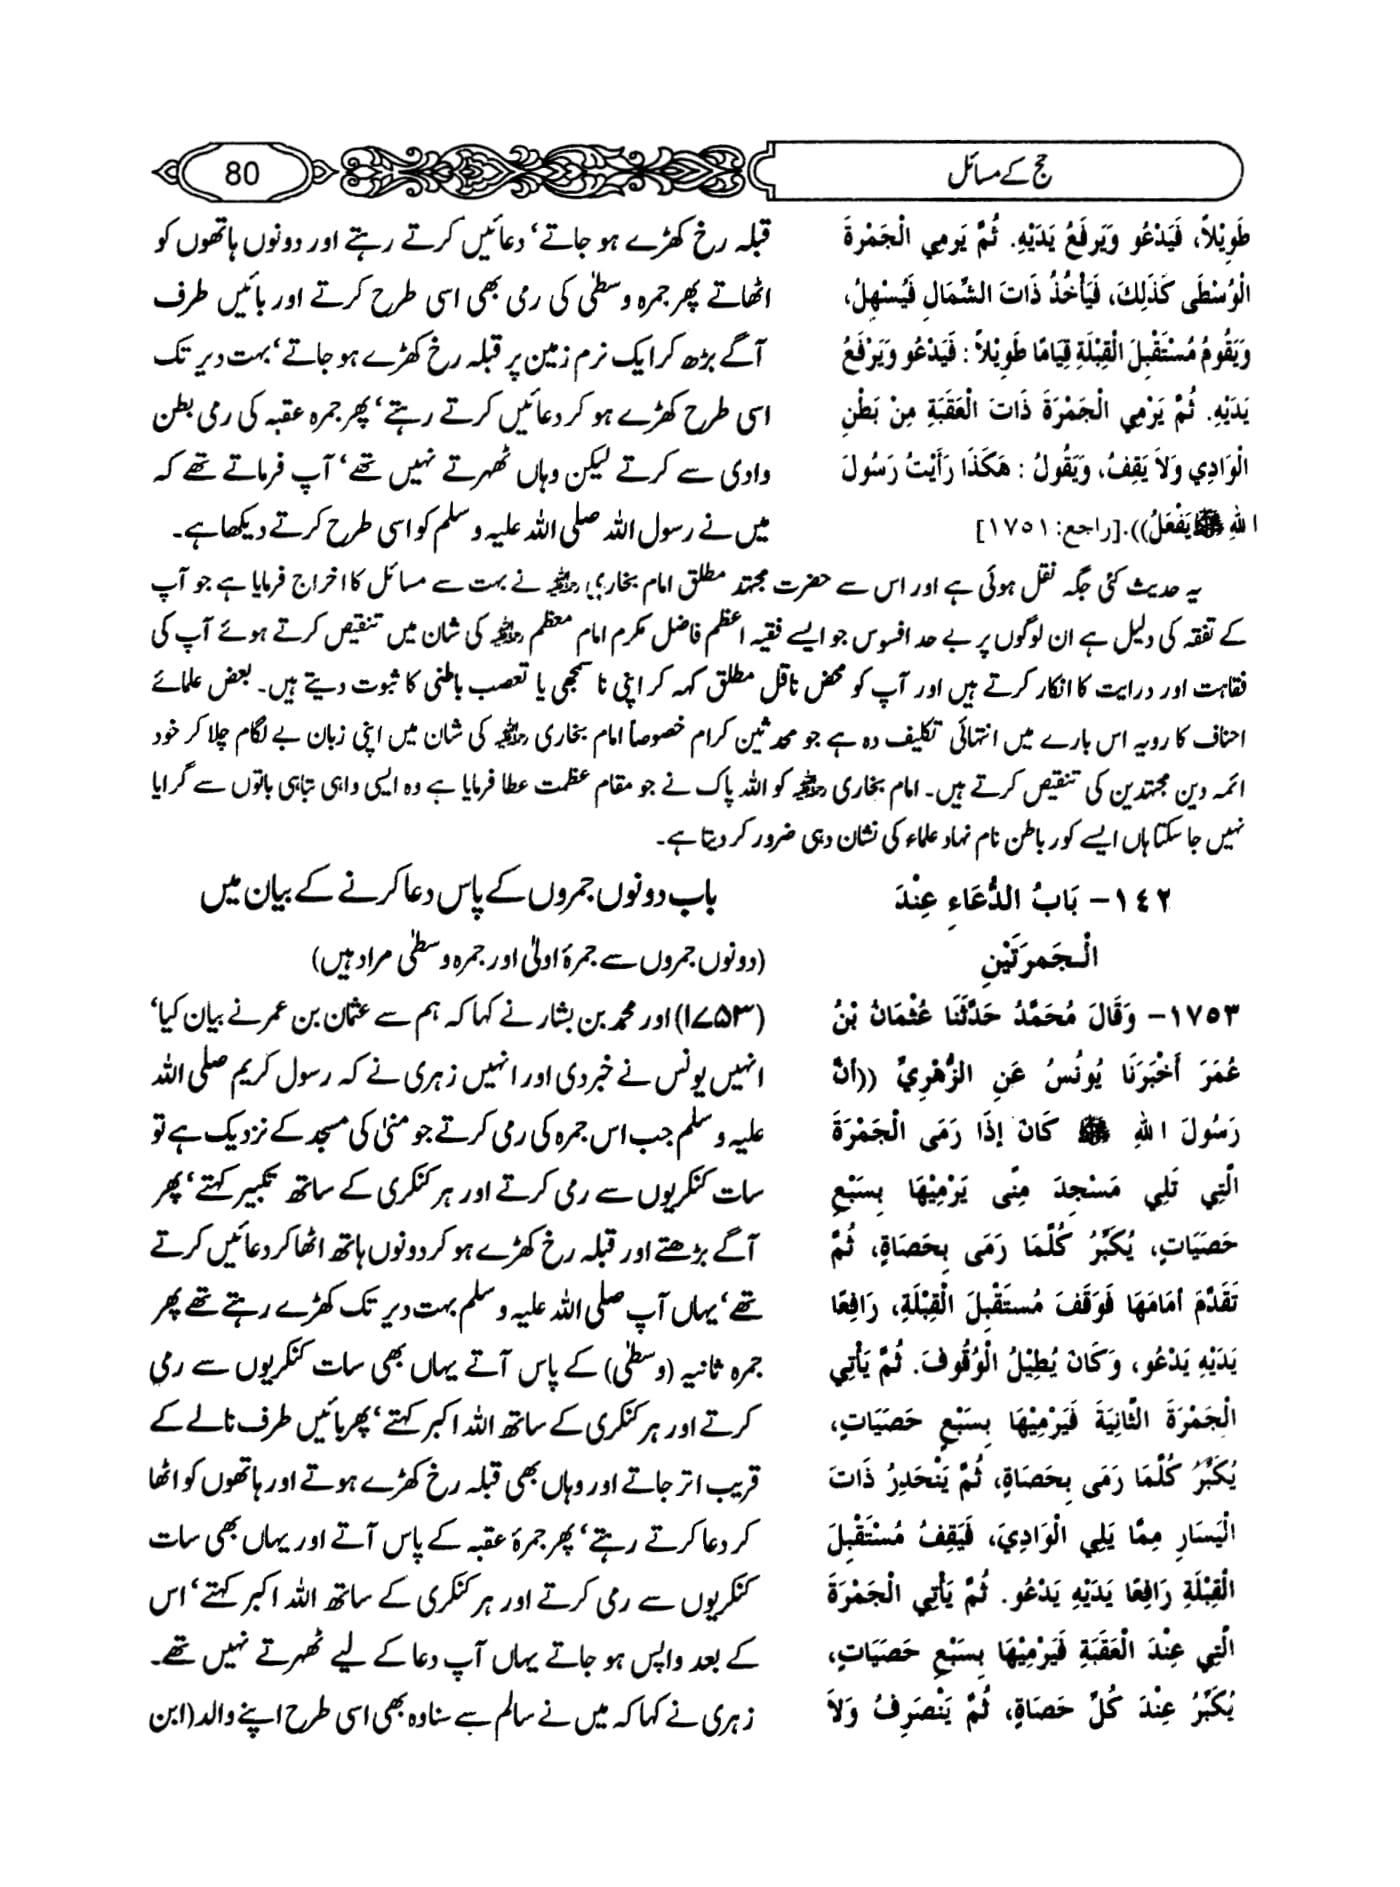 حج کے مسائل
80
طَوِيْلاً، فَيَدْعُو وَيَرفَعُ يَدَيْهِ. ثُمَّ يَرمِي الْجَمْرةَ
الْوُسْطَى كَذَلِكَ، فَيَأْخُذُ ذَاتَ الشِّمَالِ فَيُسْهِلُ،
وَيَقُومُ مُسْتَقْبِلَ الْقِبْلَةِ قِيَامًا طَوِيْلاً : فَيَدْعُو وَيَرْفَعُ
يَدَيْهِ. ثُمَّ يَرْمِي الْجَمْرَةَ ذَاتَ الْعَقَبَةِ مِنْ بَطْنِ
الْوَادِي وَلاَ يَقِفُ، وَيَقُولُ : هَكَذَا رَأَيْتُ رَسُولَ
اللهِ ﷺ يَفْعَلُ)).[راجع: ١٧٥١]
قبلہ رخ کھڑے ہو جاتے‘ دعائیں کرتے رہتے اور دونوں ہاتھوں کو
اٹھاتے پھر جمرہ وسطیٰ کی رمی بھی اسی طرح کرتے اور بائیں طرف
آگے بڑھ کر ایک نرم زمین پر قبلہ رخ کھڑے ہو جاتے‘ بہت دیر تک
اسی طرح کھڑے ہو کر دعائیں کرتے رہتے‘ پھر جمرہ عقبہ کی رمی بطن
وادی سے کرتے لیکن وہاں ٹھہرتے نہیں تھے‘ آپ فرماتے تھے کہ
میں نے رسول اللہ صلی اللہ علیہ و سلم کو اسی طرح کرتے دیکھا ہے۔
یہ حدیث کئی جگہ نقل ہوئی ہے اور اس سے حضرت مجتہد مطلق امام بخاری رحمۃ اللہ علیہ نے بہت سے مسائل کا اخراج فرمایا ہے جو آپ
کے تفقہ کی دلیل ہے ان لوگوں پر بے حد افسوس جو ایسے فقیہ اعظم فاضل مکرم امام معظم رحمۃ اللہ علیہ کی شان میں تنقیص کرتے ہوئے آپ کی
فقاہت اور درایت کا انکار کرتے ہیں اور آپ کو محض ناقل مطلق کہہ کر اپنی نا سمجھی یا تعصب باطنی کا ثبوت دیتے ہیں۔ بعض علمائے
احناف کا رویہ اس بارے میں انتہائی تکلیف دہ ہے جو محدثین کرام خصوصاً امام بخاری رحمۃ اللہ علیہ کی شان میں اپنی زبان بے لگام چلا کر خود
ائمہ دین مجتہدین کی تنقیص کرتے ہیں۔ امام بخاری رحمۃ اللہ علیہ کو اللہ پاک نے جو مقام عظمت عطا فرمایا ہے وہ ایسی واہی تباہی باتوں سے گرایا
نہیں جا سکتا ہاں ایسے کور باطن نام نہاد علماء کی نشان دہی ضرور کر دیتا ہے۔
١٤٢ – بَابُ الدُّعَاءِ عِنْدَ
الْـجَمرَتَيْنِ
باب دونوں جمروں کے پاس دعا کرنے کے بیان میں
(دونوں جمروں سے جمرۂ اولیٰ اور جمرہ وسطیٰ مراد ہیں)
١٧٥٣– وَقَالَ مُحَمَّدُ حَدَّثَنَا عُثْمَانُ بْنُ
عُمَرَ أَخْبَرَنَا يُونُسُ عَنِ الزُّهْرِيِّ ((أنَّ
رَسُولَ اللهِ ﷺ كَانَ إِذَا رَمَى الْجَمْرَةَ
الَّتِي تَلِي مَسْجِدَ مِنًى يَرْمِيْهَا بِسَبْعِ
حَصَيَاتٍ، يُكَبِّرُ كُلَّمَا رَمَى بِحَصَاةٍ، ثُمَّ
تَقَدَّمَ أمَامَهَا فَوَقَفَ مُستَقْبِلَ الْقِبْلَةِ، رَافِعًا
يَدَيْهِ يَدْعُو، وَكَانَ يُطِيْلُ الْوُقُوفَ. ثُمَّ يَأْتِي
الْجَمْرَةَ الثَّانِيَةَ فَيَرْمِيْهَا بِسَبْعِ حَصَيَاتٍ،
يُكَبِّرُ كُلَّمَا رَمَى بِحَصَاةٍ، ثُمَّ يَنْحَدِرُ ذَاتَ
الْيَسَارِ مِمَّا يَلِي الْوَادِيَ، فَيَقِفُ مُسْتَقْبِلَ
الْقِبْلَةِ رَافِعًا يَدَيْهِ يَدْعُو. ثُمَّ يَأْتِي الْجَمْرَةَ
الَّتِي عِنْدَ الْعَقَبَةِ فَيَرْمِيْهَا بِسَبْعِ حَصَيَاتٍ،
يُكَبِّرُ عِنْدَ كُلِّ حَصَاةٍ، ثُمَّ يَنْصَرِفُ وَلاَ
(۱۷۵۳) اور محمد بن بشار نے کہا کہ ہم سے عثمان بن عمر نے بیان کیا‘
انہیں یونس نے خبر دی اور انہیں زہری نے کہ رسول کریم صلی اللہ
علیہ و سلم جب اس جمرہ کی رمی کرتے جو منیٰ کی مسجد کے نزدیک ہے تو
سات کنکریوں سے رمی کرتے اور ہر کنکری کے ساتھ تکبیر کہتے‘ پھر
آگے بڑھتے اور قبلہ رخ کھڑے ہو کر دونوں ہاتھ اٹھا کر دعائیں کرتے
تھے‘ یہاں آپ صلی اللہ علیہ و سلم بہت دیر تک کھڑے رہتے تھے پھر
جمرہ ثانیہ (وسطیٰ) کے پاس آتے یہاں بھی سات کنکریوں سے رمی
کرتے اور ہر کنکری کے ساتھ اللہ اکبر کہتے‘ پھر بائیں طرف نالے کے
قریب اتر جاتے اور وہاں بھی قبلہ رخ کھڑے ہوتے اور ہاتھوں کو اٹھا
کر دعا کرتے رہتے‘ پھر جمرۂ عقبہ کے پاس آتے اور یہاں بھی سات
کنکریوں سے رمی کرتے اور ہر کنکری کے ساتھ اللہ اکبر کہتے‘ اس
کے بعد واپس ہو جاتے یہاں آپ دعا کے لیے ٹھہرتے نہیں تھے۔
زہری نے کہا کہ میں نے سالم سے سنا وہ بھی اسی طرح اپنے والد (ابن